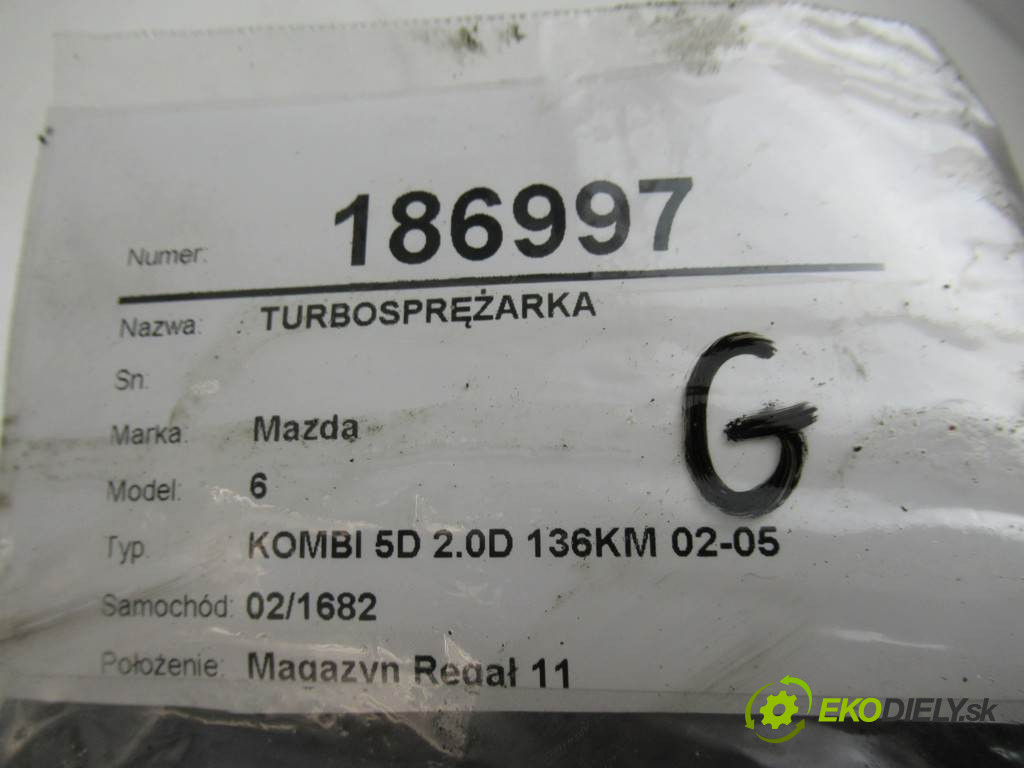 Numer: 186997
Nazwa: TURBOSPRĘŻARKA
Sn:
G
Marka: Mazda
Model: 6
Typ: KOMBI 5D 2.0D 136KM 02-05
Samochód: 02/1682
Położenie: Magazyn Regał 11
EKODIELY.sk